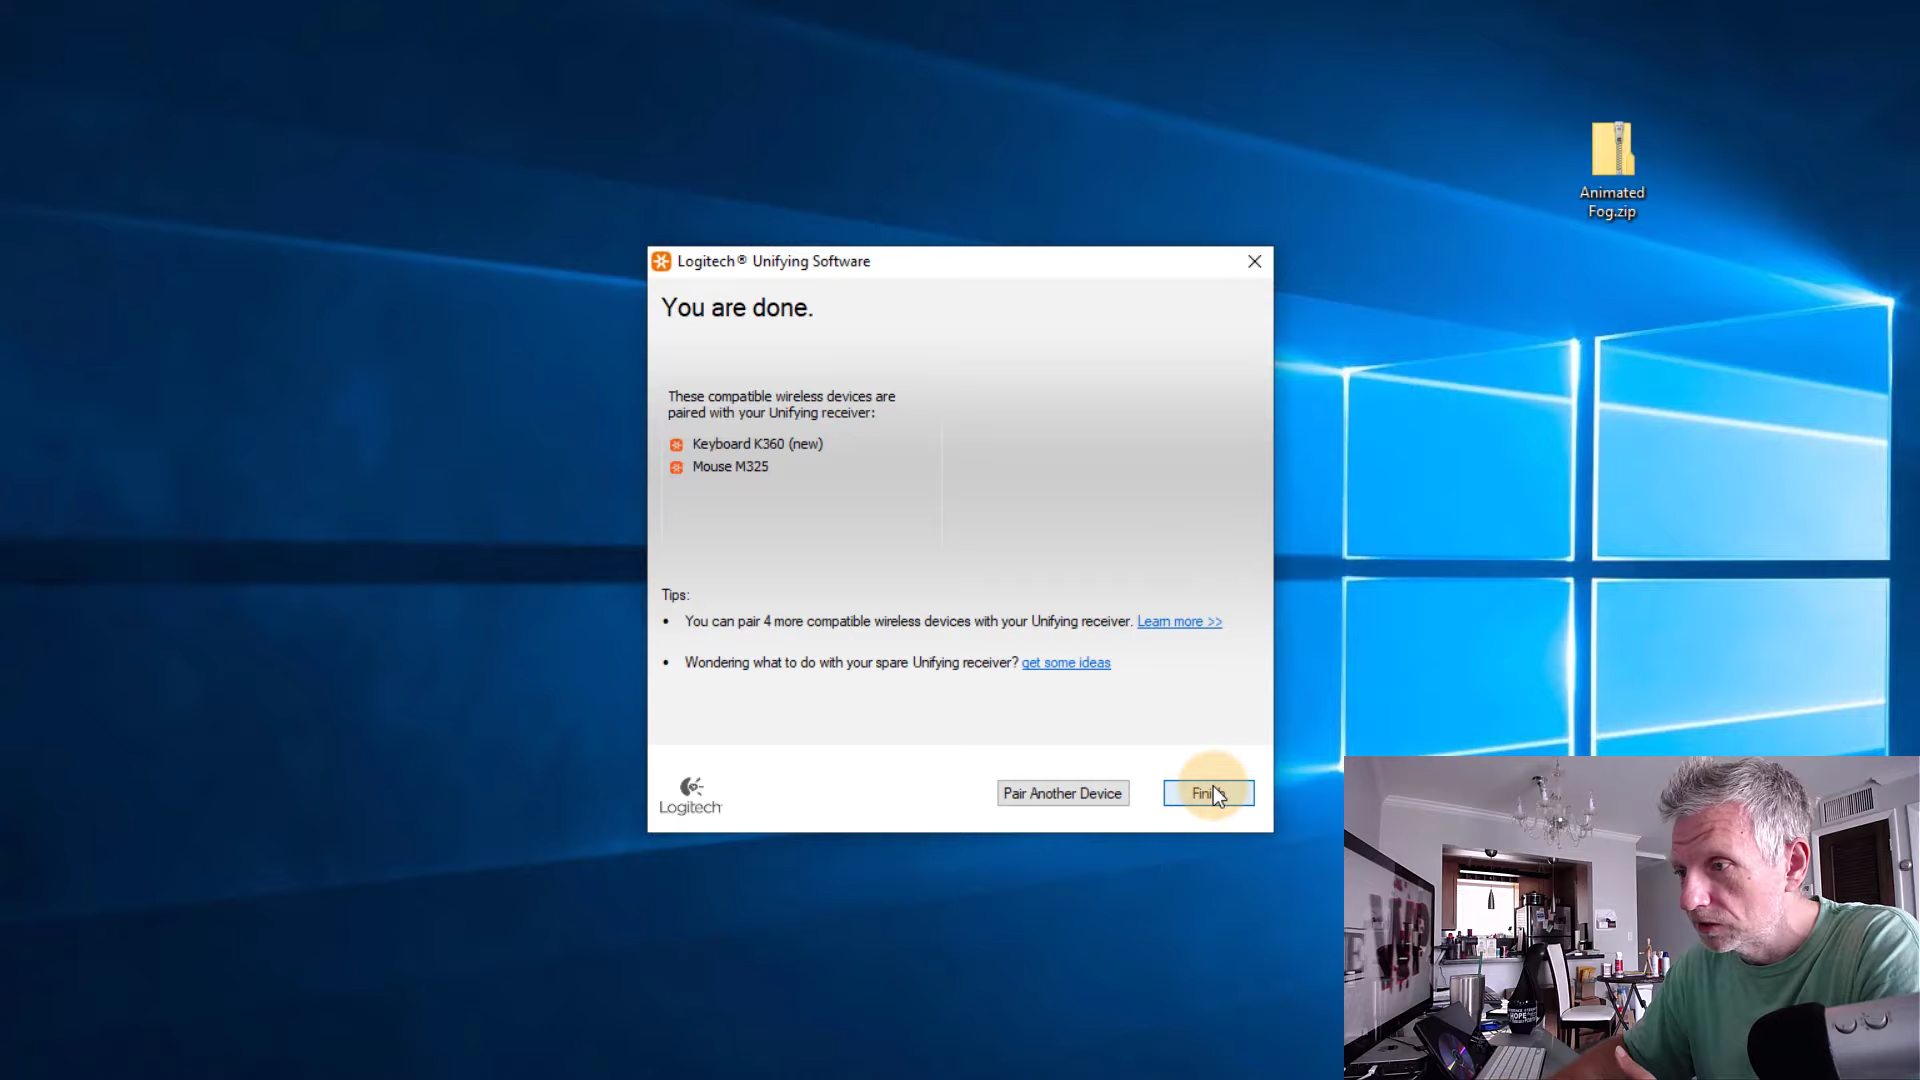 Animated
Fog.zip
Logitech® Unifying Software
You are done.
These compatible wireless devices are
paired with your Unifying receiver:
Keyboard K360 (new)
Mouse M325
Tips:
• You can pair 4 more compatible wireless devices with your Unifying receiver. Learn more >>
• Wondering what to do with your spare Unifying receiver? get some ideas
Logitech
Pair Another Device
HOPE